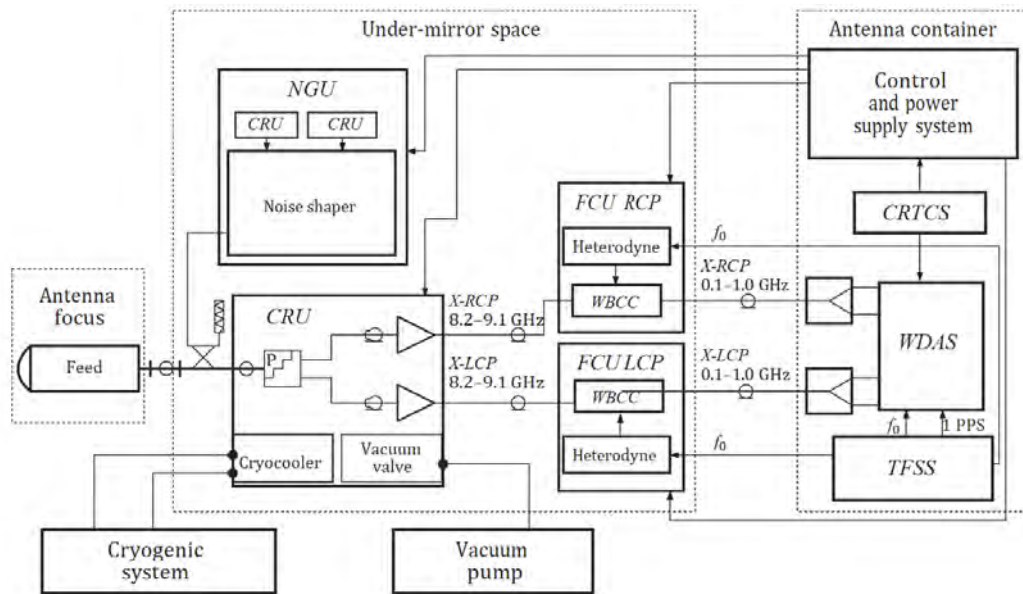 Under-mirror space
Antenna container
NGU
CRU
CRU
Noise shaper
Control
and power
supply system
FCU RCP
Heterodyne
WBCC
f0
CRTCS
X-RCP
0.1–1.0 GHz
Antenna
focus
Feed
CRU
P
X-RCP
8.2–9.1 GHz
X-LCP
8.2–9.1 GHz
FCU LCP
WBCC
Heterodyne
X-LCP
0.1–1.0 GHz
f0
WDAS
f0
1 PPS
TFSS
Cryocooler
Vacuum
valve
Cryogenic
system
Vacuum
pump